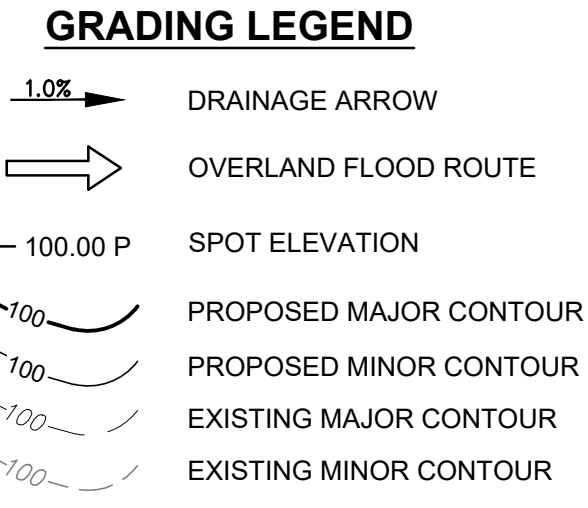 GRADING LEGEND
1.0% DRAINAGE ARROW
OVERLAND FLOOD ROUTE
100.00 P SPOT ELEVATION
100 PROPOSED MAJOR CONTOUR
100 PROPOSED MINOR CONTOUR
100 EXISTING MAJOR CONTOUR
100 EXISTING MINOR CONTOUR